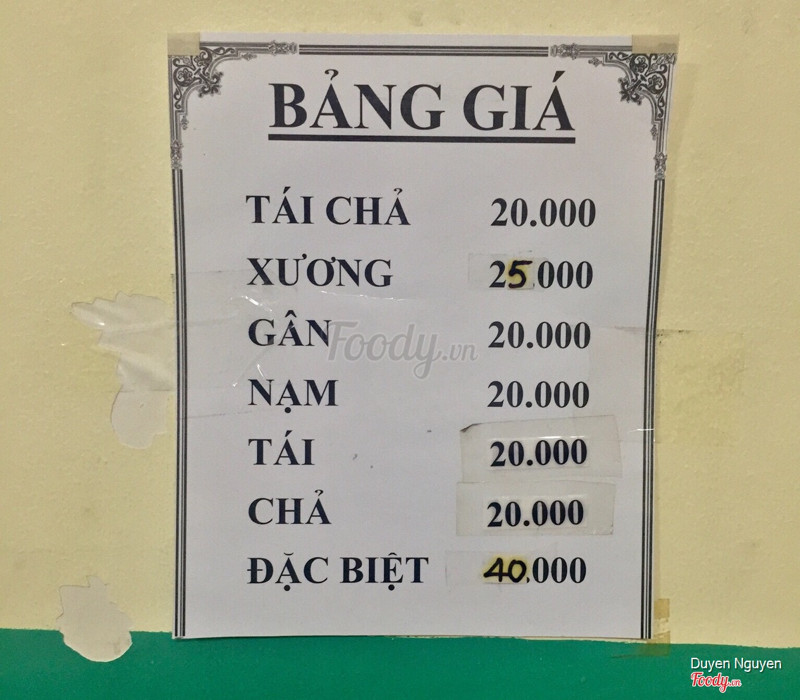 BẢNG GIÁ
TÁI CHẢ 20.000
XƯƠNG 25.000
GÂN 20.000
Foody.vn
NẠM 20.000
TÁI 20.000
CHẢ 20.000
ĐẶC BIỆT 40.000
Duyen Nguyen
Foody.vn